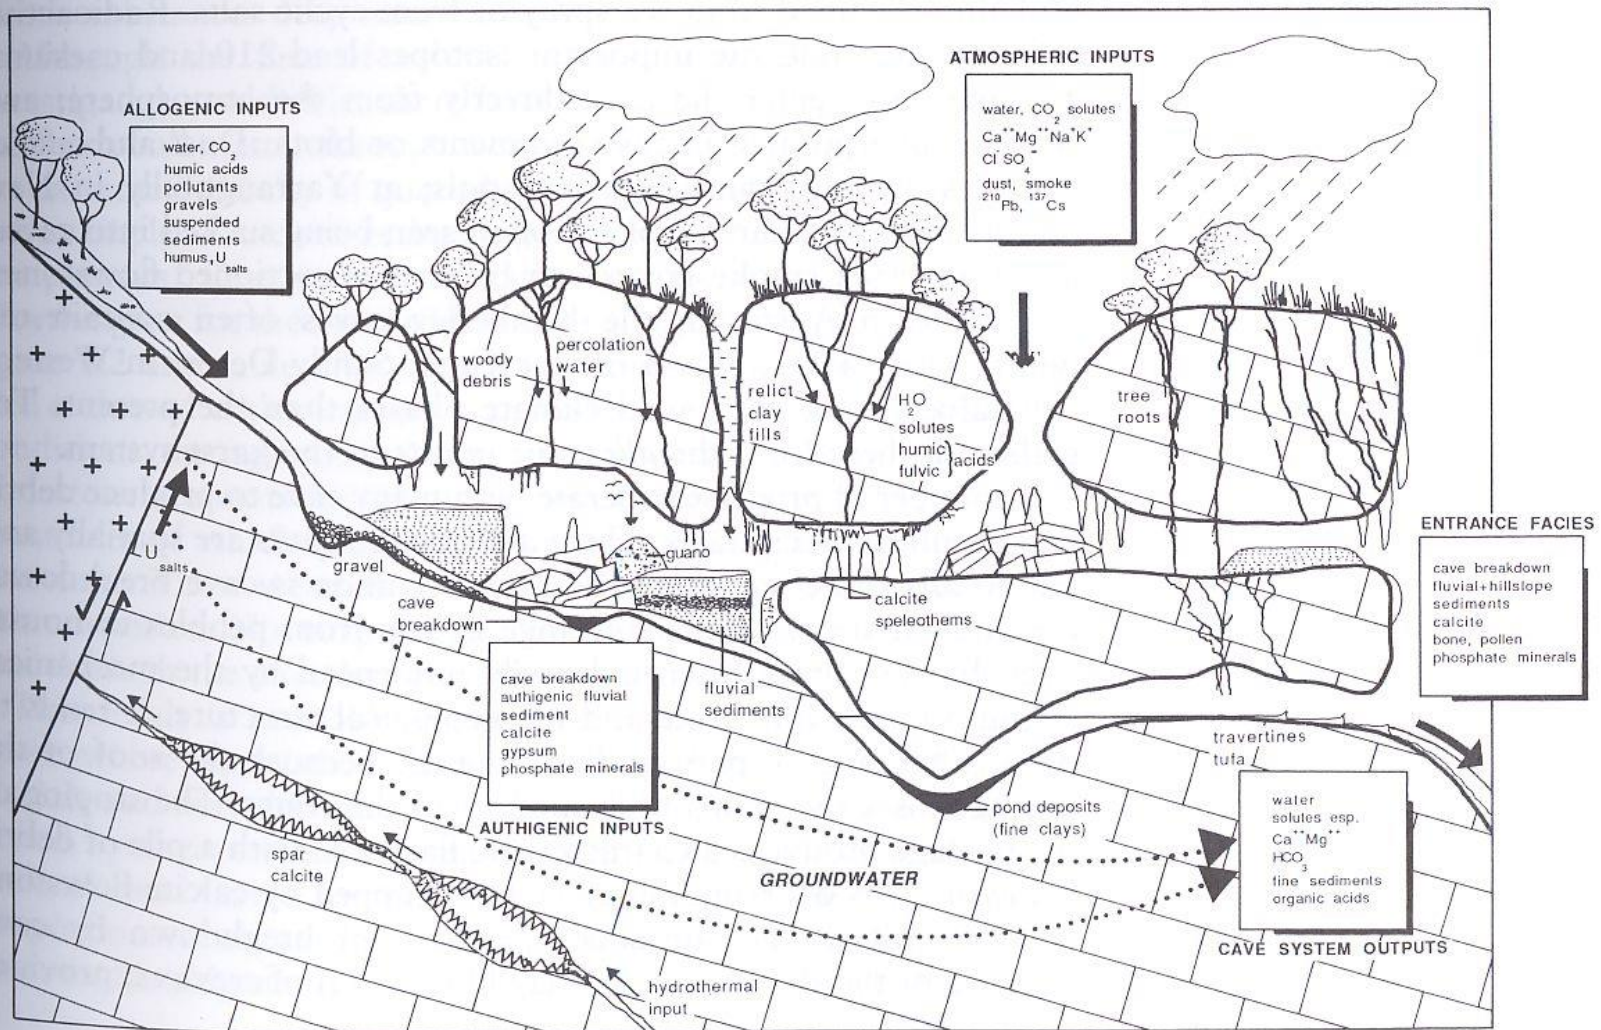 ALLOGENIC INPUTS
water, CO2
humic acids
pollutants
gravels
suspended
sediments
humus, U salts
ATMOSPHERIC INPUTS
water, CO2 solutes
Ca++Mg++Na+K+
Cl- SO4=
dust, smoke
210Pb, 137Cs
woody
debris
percolation
water
relict
clay
fills
H2O
solutes
humic
fulvic
acids
tree
roots
ENTRANCE FACIES
cave breakdown
fluvial+hillslope
sediments
calcite
bone, pollen
phosphate minerals
U salts
gravel
guano
cave
breakdown
calcite
speleothems
cave breakdown
authigenic fluvial
sediment
calcite
gypsum
phosphate minerals
AUTHIGENIC INPUTS
fluvial
sediments
travertines
tufa
pond deposits
(fine clays)
water
solutes esp.
Ca++Mg++
HCO3
fine sediments
organic acids
CAVE SYSTEM OUTPUTS
spar
calcite
GROUNDWATER
hydrothermal
input